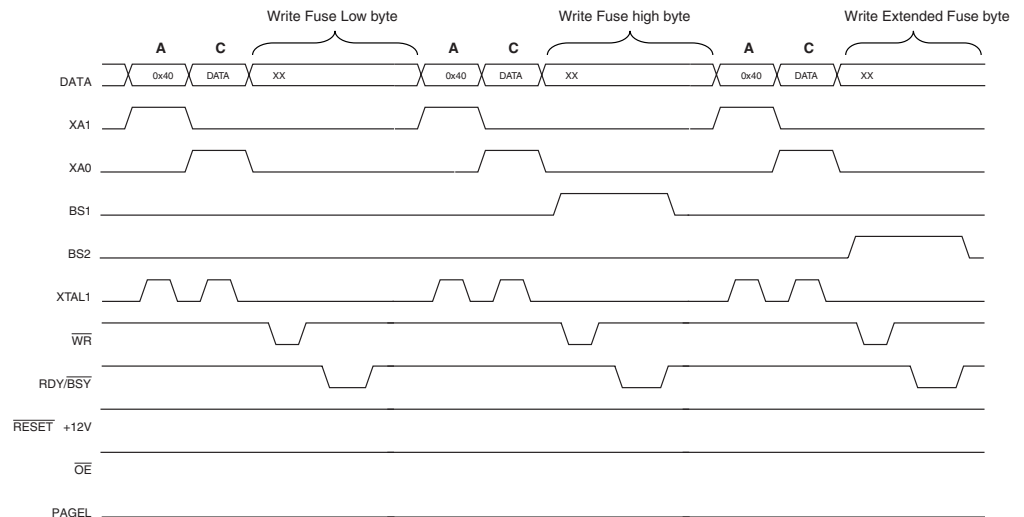 Write Fuse Low byte Write Fuse high byte Write Extended Fuse byte
A C A C A C
DATA 0x40 DATA XX 0x40 DATA XX 0x40 DATA XX
XA1
XA0
BS1
BS2
XTAL1
WR
RDY/BSY
RESET +12V
OE
PAGEL